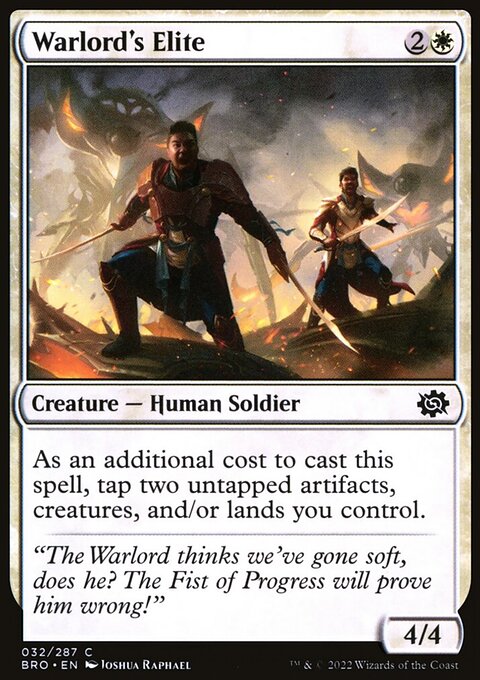 Warlord's Elite
2
Creature — Human Soldier
As an additional cost to cast this
spell, tap two untapped artifacts,
creatures, and/or lands you control.
“The Warlord thinks we’ve gone soft,
does he? The Fist of Progress will prove
him wrong!”
4/4
032/287 C
BRO • EN Joshua Raphael
™ & © 2022 Wizards of the Coast